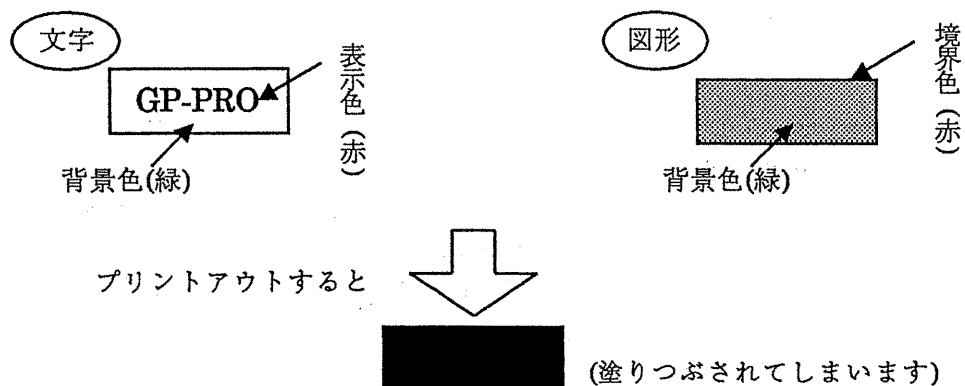 文字
GP-PRO
表示色(赤)
背景色(緑)
図形
境界色(赤)
背景色(緑)
プリントアウトすると
(塗りつぶされてしまいます)